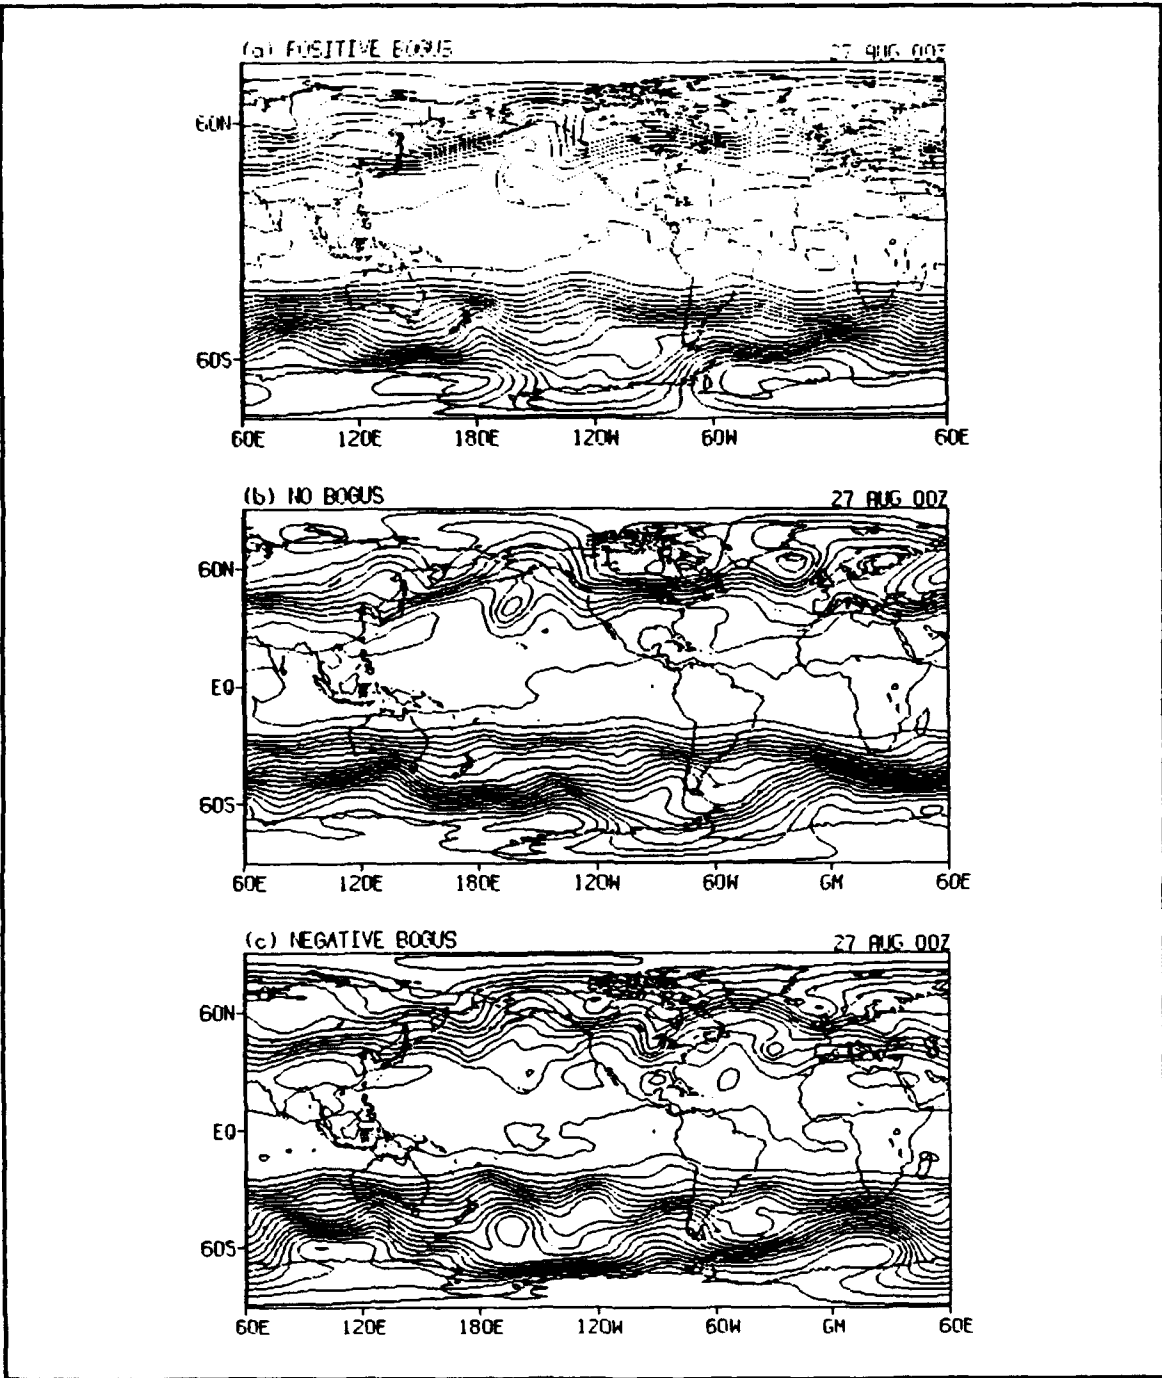 (a) POSITIVE BOGUS 27 AUG 00Z
60N
60S
60E 120E 180E 120W 60W 60E
(b) NO BOGUS 27 AUG 00Z
60N
EQ
60S
60E 120E 180E 120W 60W GM 60E
(c) NEGATIVE BOGUS 27 AUG 00Z
60N
EQ
60S
60E 120E 180E 120W 60W GM 60E